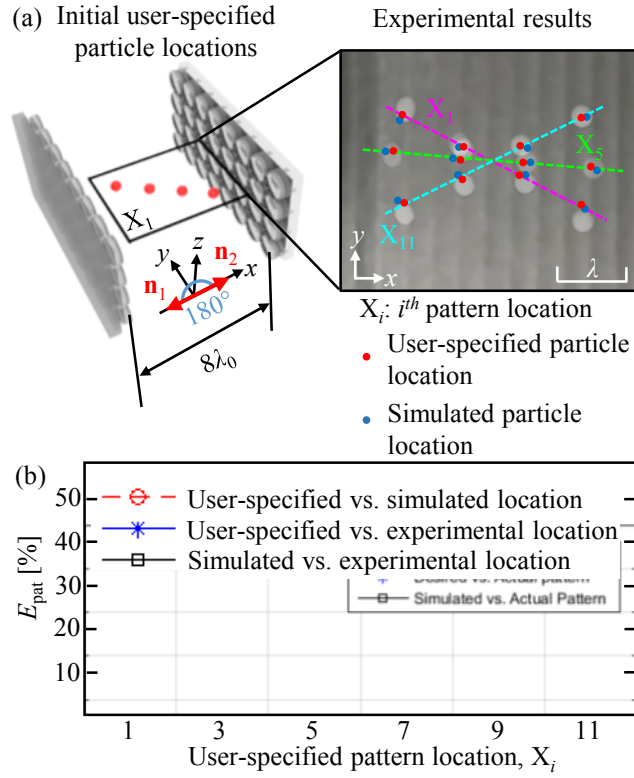 (a) Initial user-specified
particle locations
Experimental results
X₁
y z x
n₁ n₂
180°
8λ₀
X₁
X₅
X₁₁
y
x
λ
Xᵢ: iᵗʰ pattern location
User-specified particle
location
Simulated particle
location
(b)
50
40
30
20
10
E_pat [%]
User-specified vs. simulated location
User-specified vs. experimental location
Simulated vs. experimental location
Desired vs. Actual pattern
Simulated vs. Actual Pattern
1 3 5 7 9 11
User-specified pattern location, Xᵢ